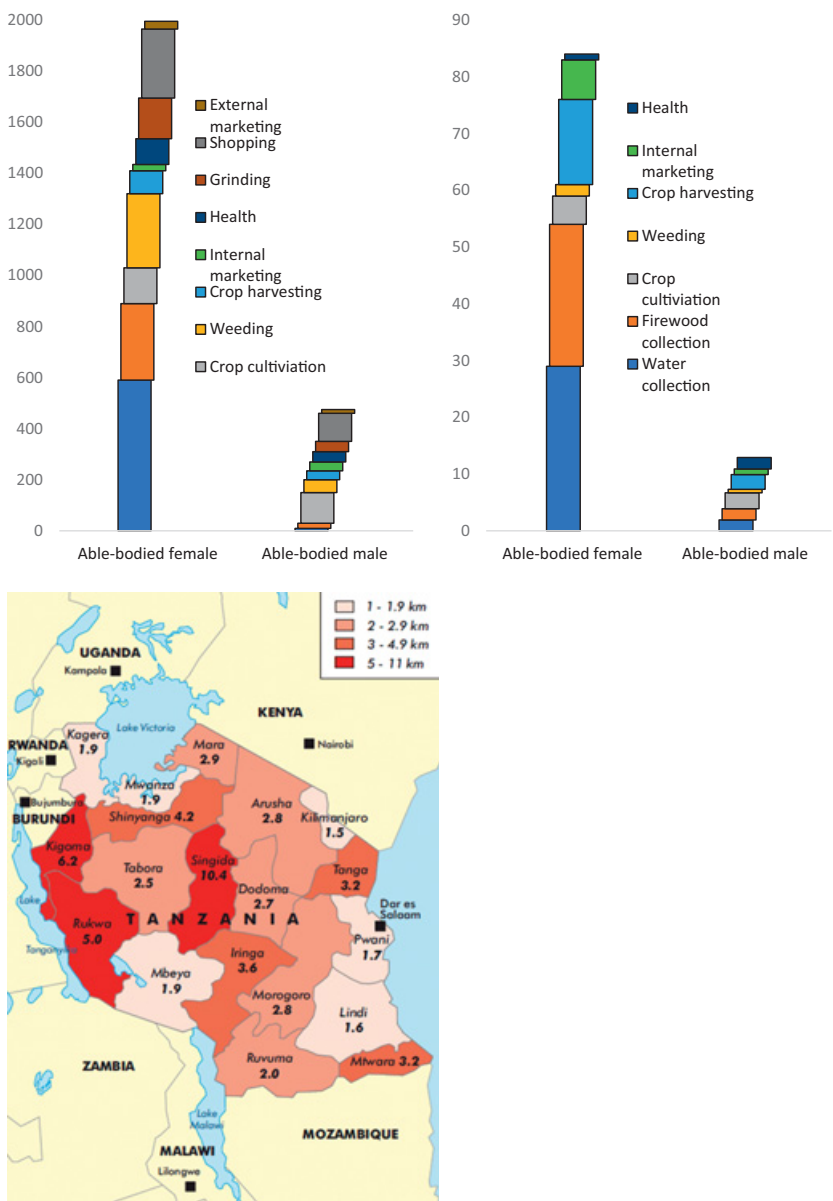 2000
1800
1600
1400
1200
1000
800
600
400
200
0
External
marketing
Shopping
Grinding
Health
Internal
marketing
Crop harvesting
Weeding
Crop cultiviation
Able-bodied female
Able-bodied male
90
80
70
60
50
40
30
20
10
0
Health
Internal
marketing
Crop harvesting
Weeding
Crop
cultiviation
Firewood
collection
Water
collection
Able-bodied female
Able-bodied male
1 - 1.9 km
2 - 2.9 km
3 - 4.9 km
5 - 11 km
UGANDA
Kampala
KENYA
Lake Victoria
Nairobi
RWANDA
Kigali
Kagera
1.9
Mara
2.9
Mwanza
1.9
Bujumbura
BURUNDI
Shinyanga 4.2
Arusha
2.8
Kilimanjaro
1.5
Kigoma
6.2
Tabora
2.5
Singida
10.4
Tanga
3.2
Dodoma
2.7
Dar es
Salaam
Lake
Tanganyika
Rukwa
5.0
TANZANIA
Pwani
1.7
Iringa
3.6
Mbeya
1.9
Morogoro
2.8
Lindi
1.6
Ruvuma
2.0
Mtwara 3.2
ZAMBIA
Lake
Malawi
MOZAMBIQUE
MALAWI
Lilongwe